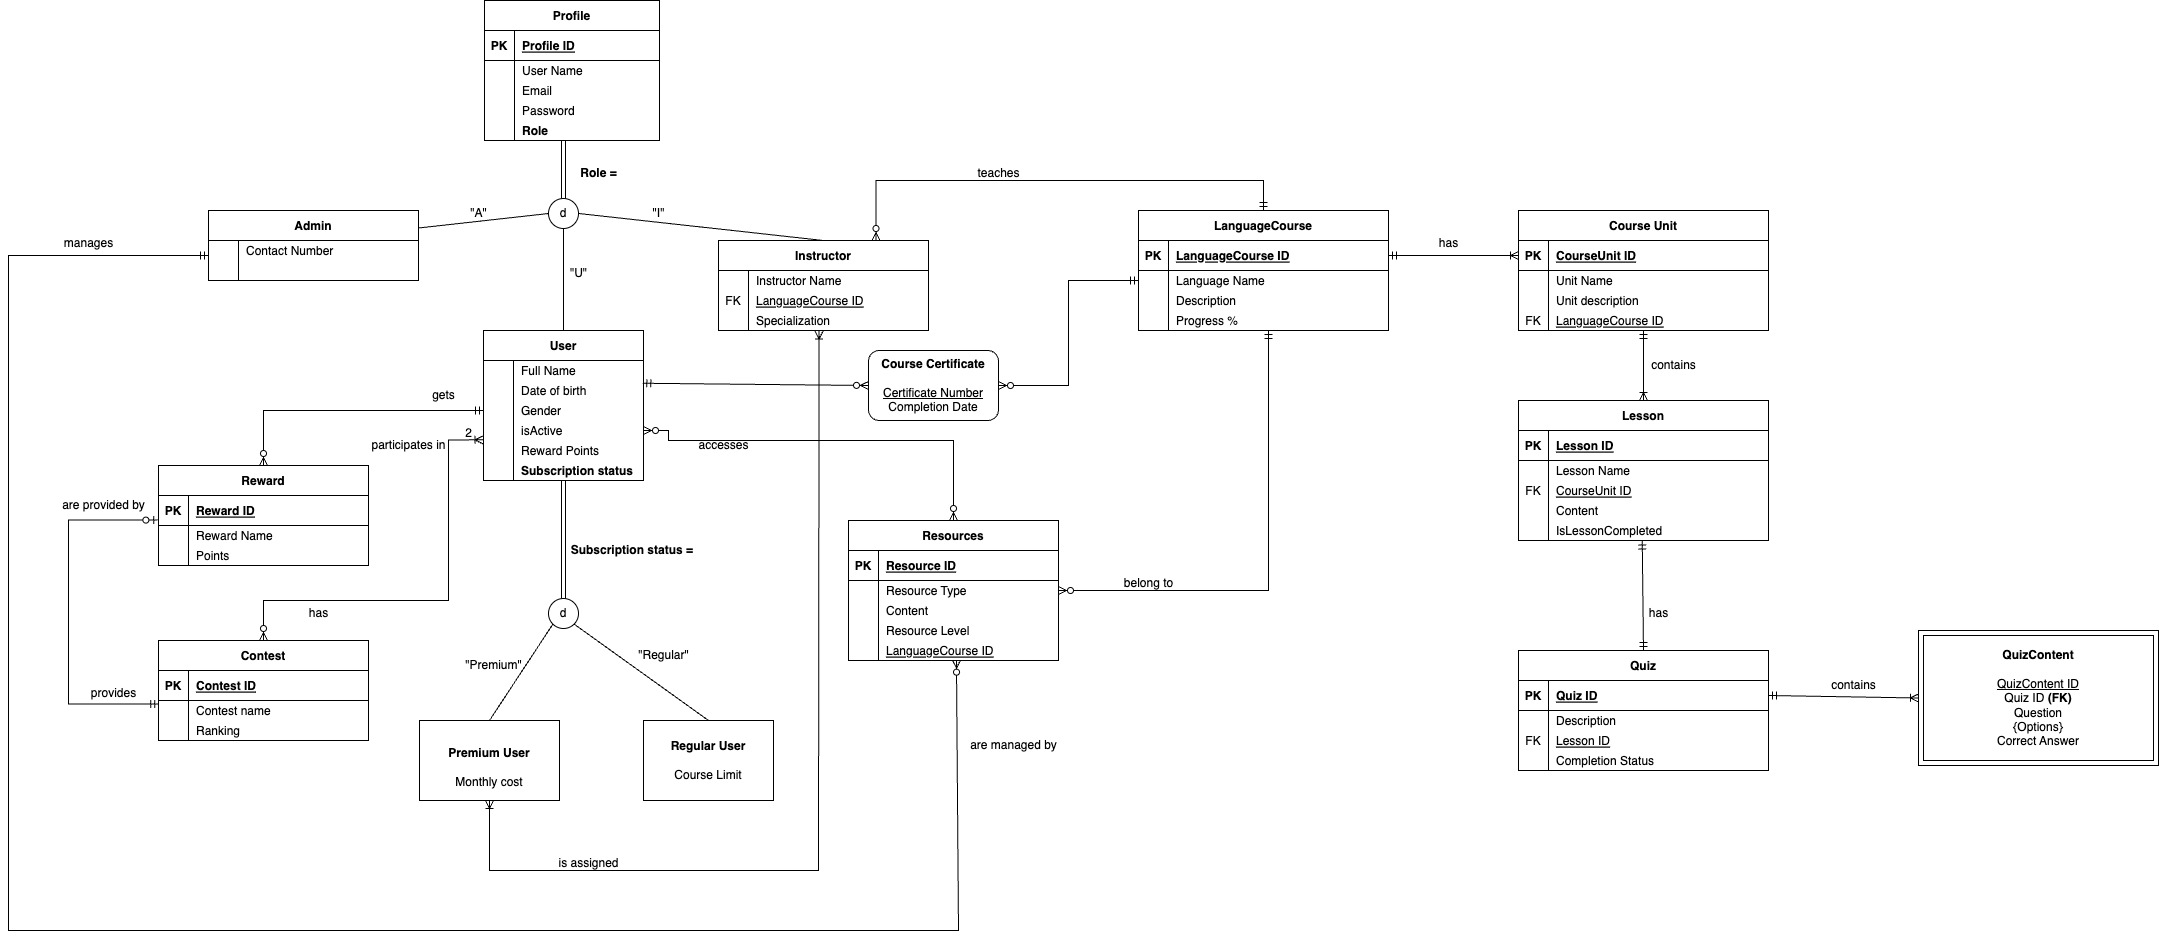 Profile
PK Profile ID
User Name
Email
Password
Role
Role =
"A"
"I"
"U"
teaches
manages
Admin
Contact Number
Instructor
Instructor Name
FK LanguageCourse ID
Specialization
LanguageCourse
PK LanguageCourse ID
Language Name
Description
Progress %
has
Course Unit
PK CourseUnit ID
Unit Name
Unit description
FK LanguageCourse ID
contains
d
User
Full Name
Date of birth
Gender
isActive
Reward Points
Subscription status
Course Certificate
Certificate Number
Completion Date
gets
2
participates in
accesses
Lesson
PK Lesson ID
Lesson Name
FK CourseUnit ID
Content
IsLessonCompleted
Reward
PK Reward ID
Reward Name
Points
are provided by
Subscription status =
Resources
PK Resource ID
Resource Type
Content
Resource Level
LanguageCourse ID
belong to
has
has
d
"Premium"
"Regular"
Contest
PK Contest ID
Contest name
Ranking
provides
Quiz
PK Quiz ID
Description
FK Lesson ID
Completion Status
contains
QuizContent
QuizContent ID
Quiz ID (FK)
Question
{Options}
Correct Answer
Premium User
Monthly cost
Regular User
Course Limit
are managed by
is assigned